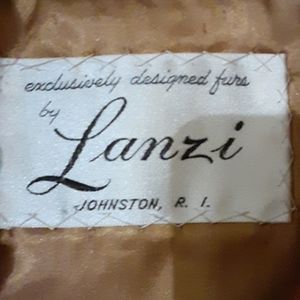 exclusively designed furs
by
Lanzi
JOHNSTON, R. I.